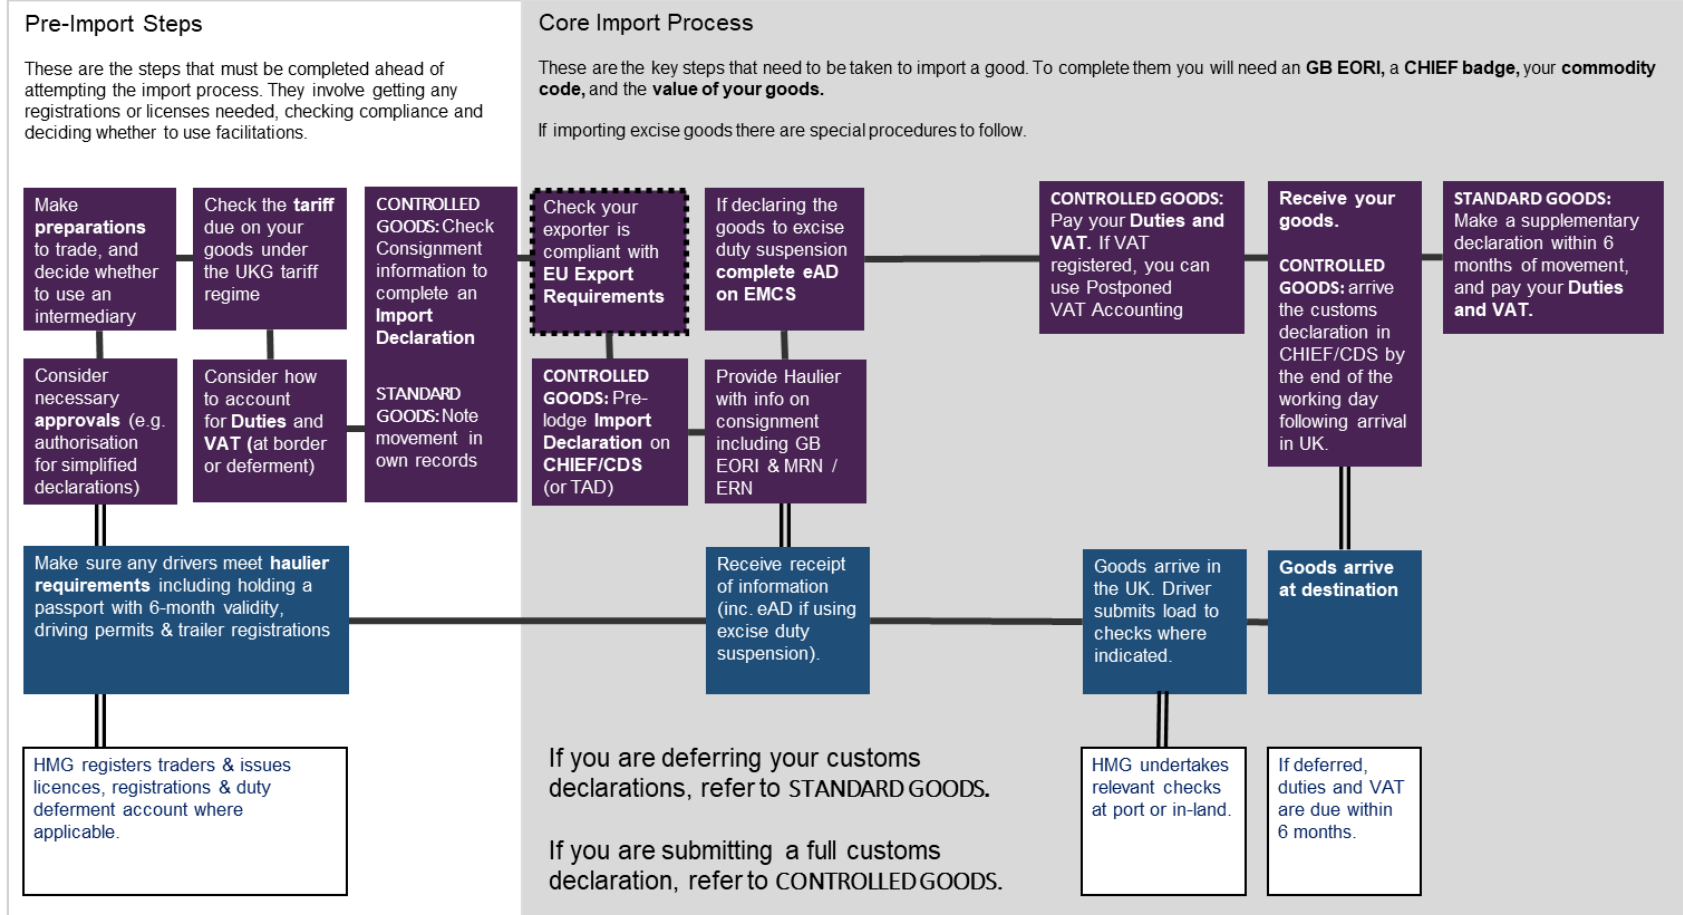 Pre-Import Steps
These are the steps that must be completed ahead of
attempting the import process. They involve getting any
registrations or licenses needed, checking compliance and
deciding whether to use facilitations.
Core Import Process
These are the key steps that need to be taken to import a good. To complete them you will need an GB EORI, a CHIEF badge, your commodity
code, and the value of your goods.
If importing excise goods there are special procedures to follow.
Make
preparations
to trade, and
decide whether
to use an
intermediary
Check the tariff
due on your
goods under
the UKG tariff
regime
CONTROLLED
GOODS: Check
Consignment
information to
complete an
Import
Declaration
STANDARD
GOODS: Note
movement in
own records
Check your
exporter is
compliant with
EU Export
Requirements
If declaring the
goods to excise
duty suspension
complete eAD
on EMCS
CONTROLLED GOODS:
Pay your Duties and
VAT. If VAT
registered, you can
use Postponed
VAT Accounting
Receive your
goods.
CONTROLLED
GOODS: arrive
the customs
declaration in
CHIEF/CDS by
the end of the
working day
following arrival
in UK.
STANDARD GOODS:
Make a supplementary
declaration within 6
months of movement,
and pay your Duties
and VAT.
Consider
necessary
approvals (e.g.
authorisation
for simplified
declarations)
Consider how
to account
for Duties and
VAT (at border
or deferment)
CONTROLLED
GOODS: Pre-
lodge Import
Declaration on
CHIEF/CDS
(or TAD)
Provide Haulier
with info on
consignment
including GB
EORI & MRN /
ERN
Make sure any drivers meet haulier
requirements including holding a
passport with 6-month validity,
driving permits & trailer registrations
Receive receipt
of information
(inc. eAD if using
excise duty
suspension).
Goods arrive in
the UK. Driver
submits load to
checks where
indicated.
Goods arrive
at destination
HMG registers traders & issues
licences, registrations & duty
deferment account where
applicable.
If you are deferring your customs
declarations, refer to STANDARD GOODS.
If you are submitting a full customs
declaration, refer to CONTROLLED GOODS.
HMG undertakes
relevant checks
at port or in-land.
If deferred,
duties and VAT
are due within
6 months.